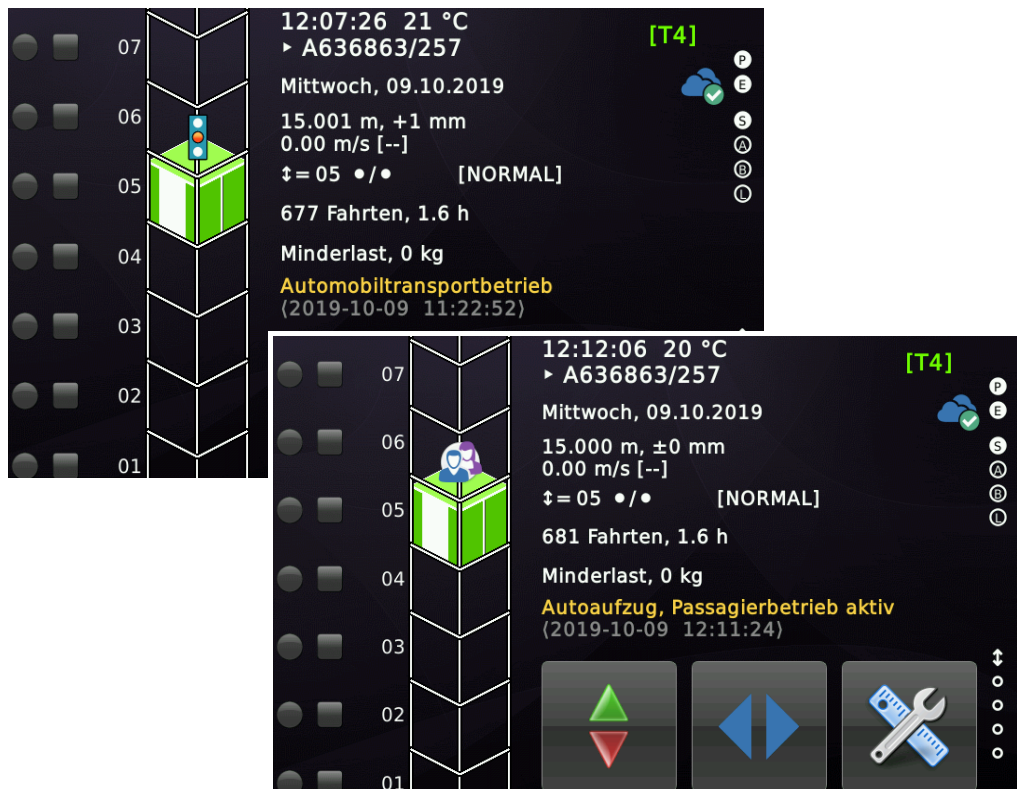 12:07:26 21 °C
▸ A636863/257
[T4]
Mittwoch, 09.10.2019
15.001 m, +1 mm
0.00 m/s [--]
↕= 05 •/• [NORMAL]
677 Fahrten, 1.6 h
Minderlast, 0 kg
Automobiltransportbetrieb
(2019-10-09 11:22:52)
07
06
05
04
03
02
01
P
E
S
A
B
L
12:12:06 20 °C
▸ A636863/257
[T4]
Mittwoch, 09.10.2019
15.000 m, ±0 mm
0.00 m/s [--]
↕= 05 •/• [NORMAL]
681 Fahrten, 1.6 h
Minderlast, 0 kg
Autoaufzug, Passagierbetrieb aktiv
(2019-10-09 12:11:24)
07
06
05
04
03
02
01
P
E
S
A
B
L